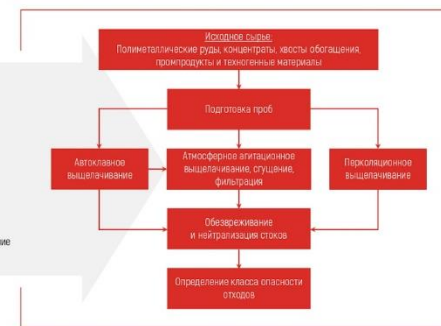 Исходное сырье:
Полиметаллические руды, концентраты, хвосты обогащения,
промпродукты и техногенные материалы
Подготовка проб
Автоклавное
выщелачивание
Атмосферное агитационное
выщелачивание, сгущение,
фильтрация
Перколяционное
выщелачивание
ние
Обезвреживание
и нейтрализация стоков
Определение класса опасности
отходов